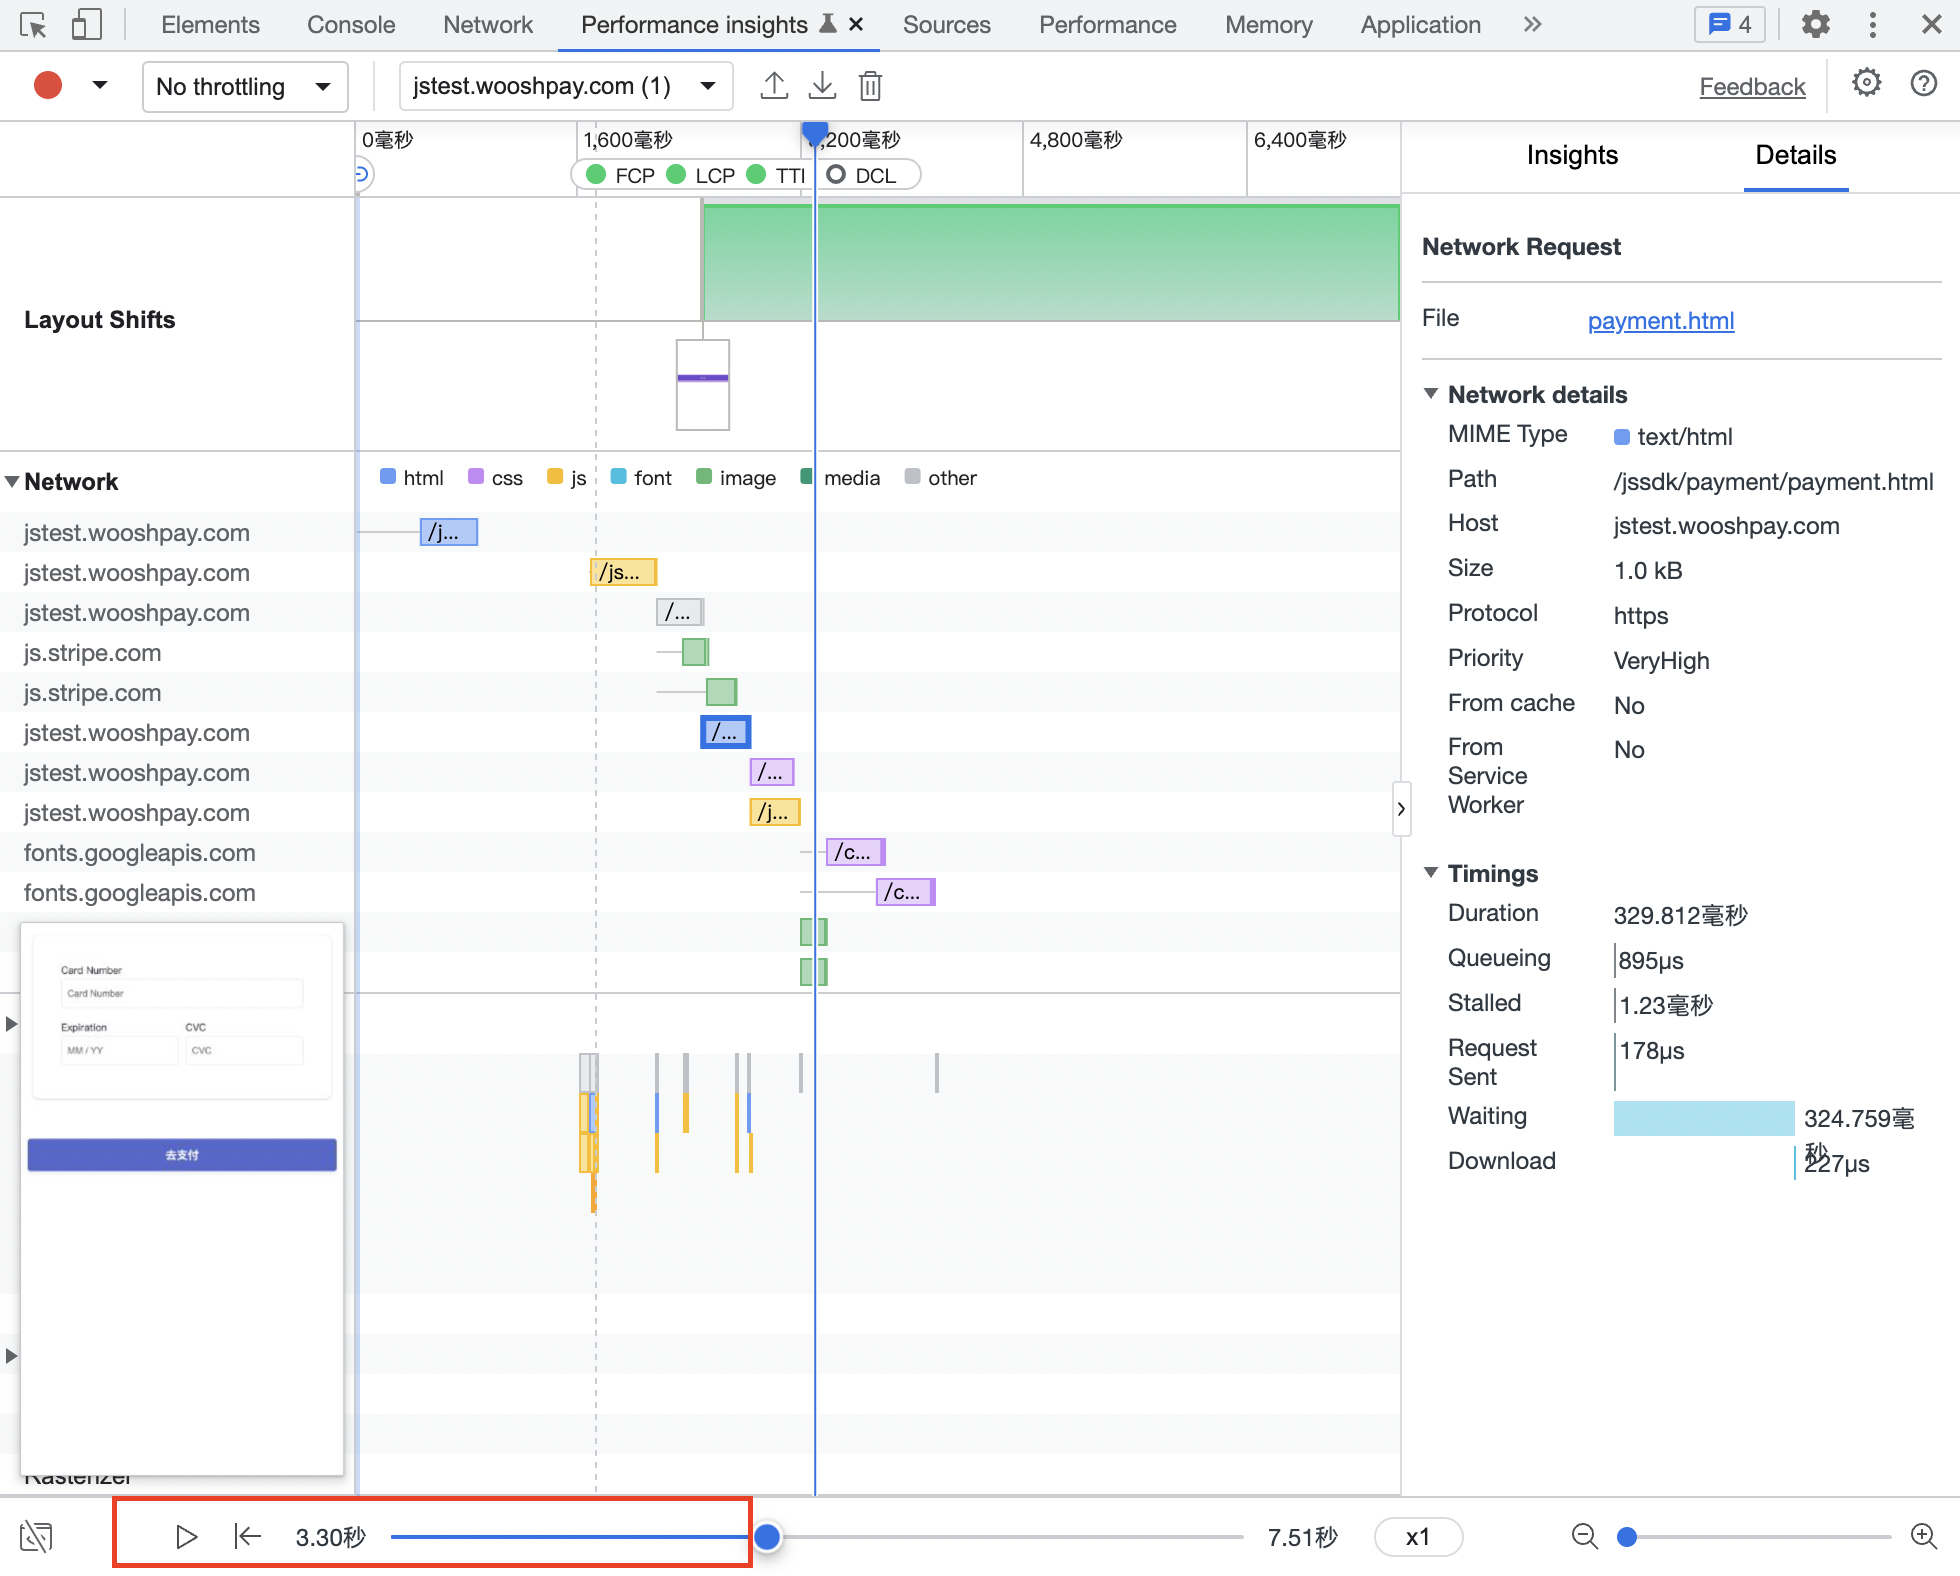 Elements Console Network Performance insights Sources Performance Memory Application 4
No throttling jstest.wooshpay.com (1) Feedback
0毫秒 1,600毫秒 ,200毫秒 4,800毫秒 6,400毫秒
FCP LCP TTI DCL
Insights Details
Layout Shifts
Network html css js font image media other
jstest.wooshpay.com /j...
jstest.wooshpay.com /js...
jstest.wooshpay.com /...
js.stripe.com
js.stripe.com
jstest.wooshpay.com /...
jstest.wooshpay.com /...
jstest.wooshpay.com /j...
fonts.googleapis.com /c...
fonts.googleapis.com /c...
Card Number
Card Number
Expiration CVC
MM / YY CVC
去支付
Rasterizer
Network Request
File payment.html
Network details
MIME Type text/html
Path /jssdk/payment/payment.html
Host jstest.wooshpay.com
Size 1.0 kB
Protocol https
Priority VeryHigh
From cache No
From Service Worker No
Timings
Duration 329.812毫秒
Queueing 895μs
Stalled 1.23毫秒
Request Sent 178μs
Waiting 324.759毫秒
Download 227μs
3.30秒 7.51秒 x1